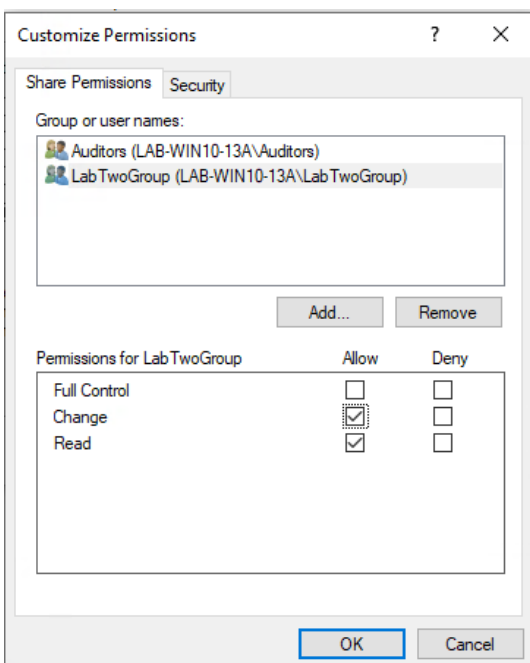 Customize Permissions ?
Share Permissions Security
Group or user names:
Auditors (LAB-WIN10-13A\Auditors)
LabTwoGroup (LAB-WIN10-13A\LabTwoGroup)
Add... Remove
Permissions for LabTwoGroup Allow Deny
Full Control
Change
Read
OK Cancel